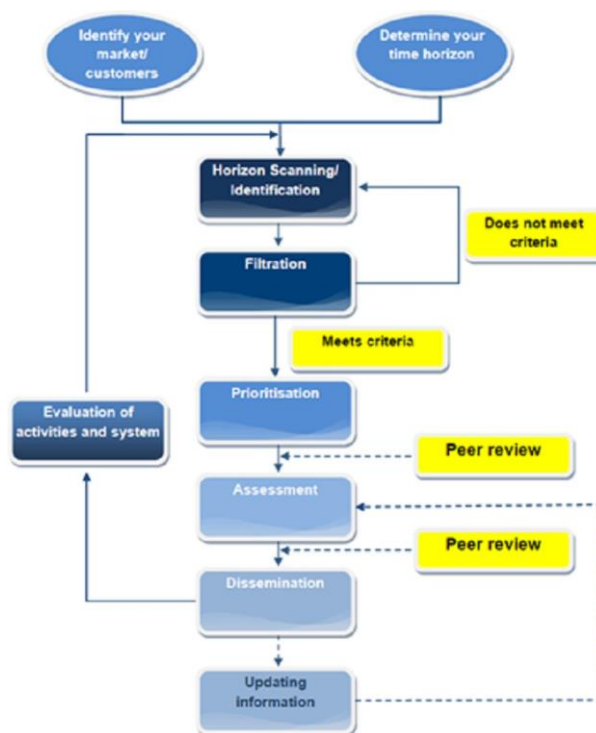 Identify your
market/
customers
Determine your
time horizon
Horizon Scanning/
Identification
Does not meet
criteria
Filtration
Meets criteria
Prioritisation
Evaluation of
activities and system
Peer review
Assessment
Peer review
Dissemination
Updating
information